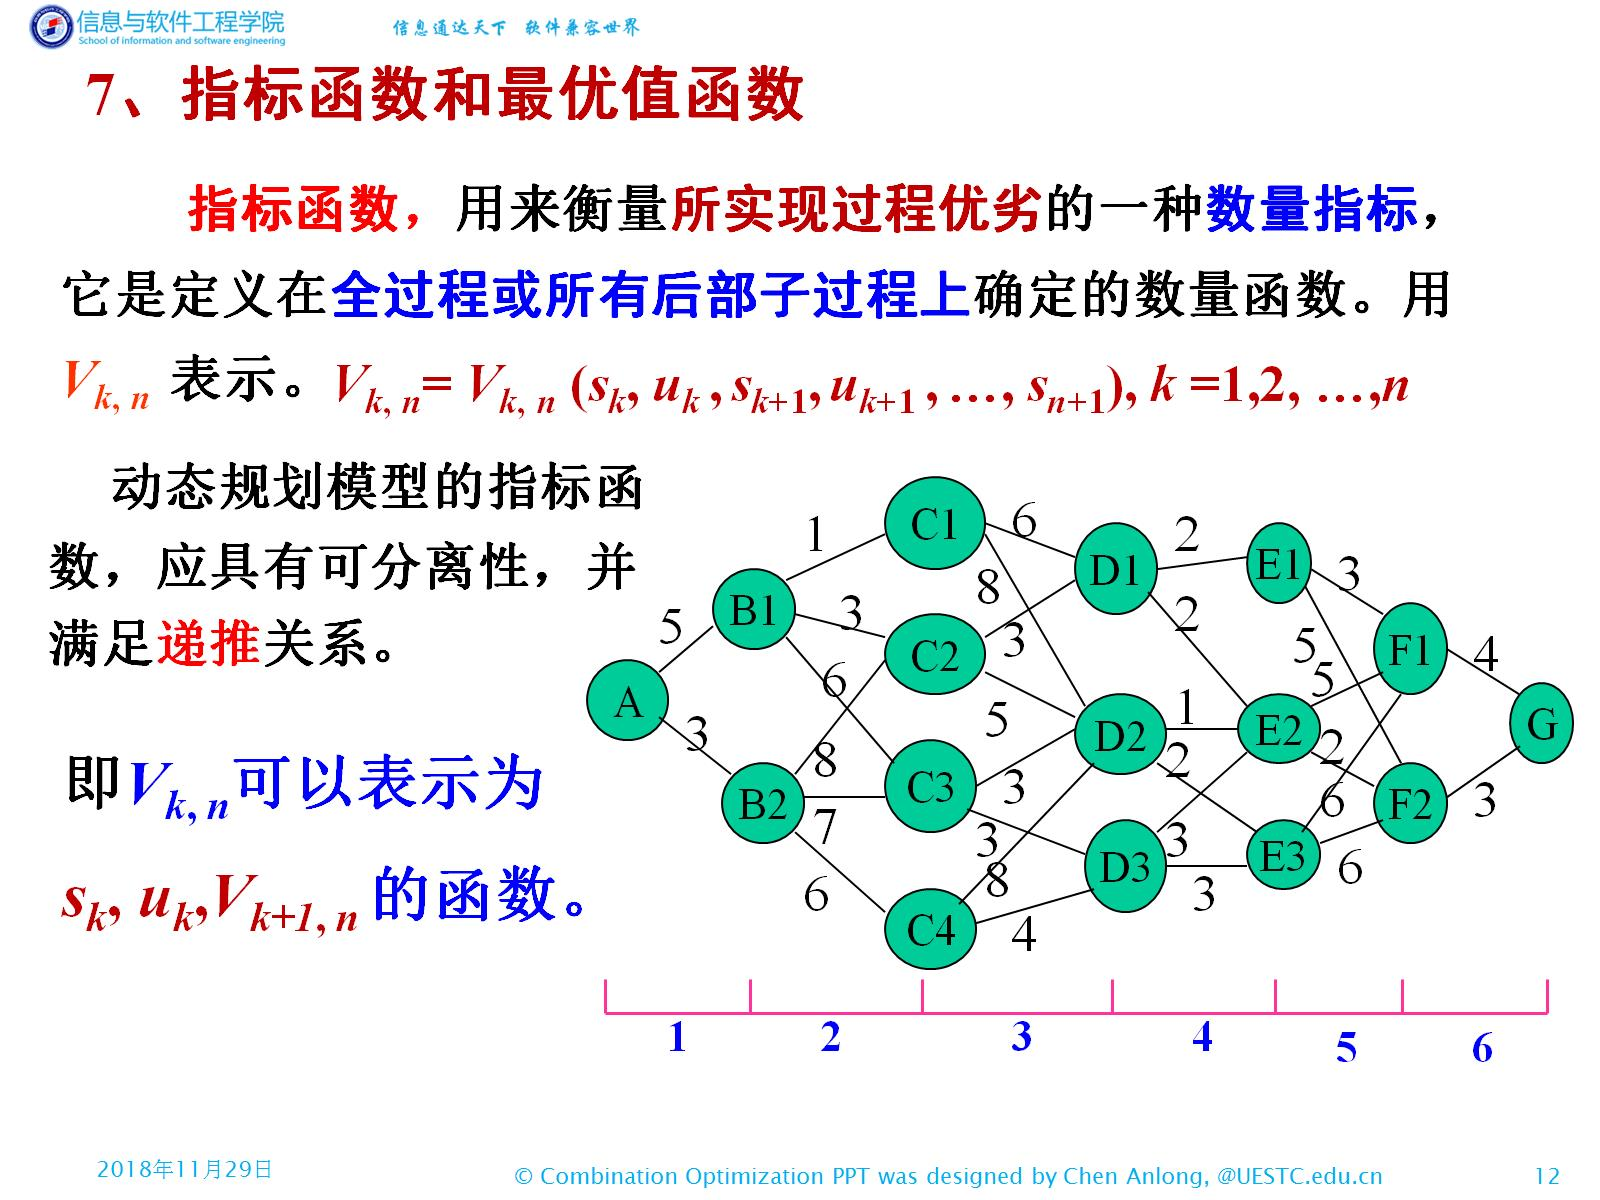 信息与软件工程学院
School of information and software engineering
信息通达天下 软件兼容世界
7、指标函数和最优值函数
指标函数，用来衡量所实现过程优劣的一种数量指标，
它是定义在全过程或所有后部子过程上确定的数量函数。用
Vk, n 表示。Vk, n= Vk, n (sk, uk , sk+1, uk+1 , …, sn+1), k =1,2, …,n
动态规划模型的指标函
数，应具有可分离性，并
满足递推关系。
即Vk, n可以表示为
sk, uk,Vk+1, n 的函数。
A
5
3
B1
B2
1
3
6
8
7
6
C1
C2
C3
C4
6
8
3
5
3
3
8
4
D1
D2
D3
2
2
1
2
3
3
E1
E2
E3
3
5
5
2
6
6
F1
F2
4
3
G
1 2 3 4 5 6
2018年11月29日
© Combination Optimization PPT was designed by Chen Anlong, @UESTC.edu.cn
12